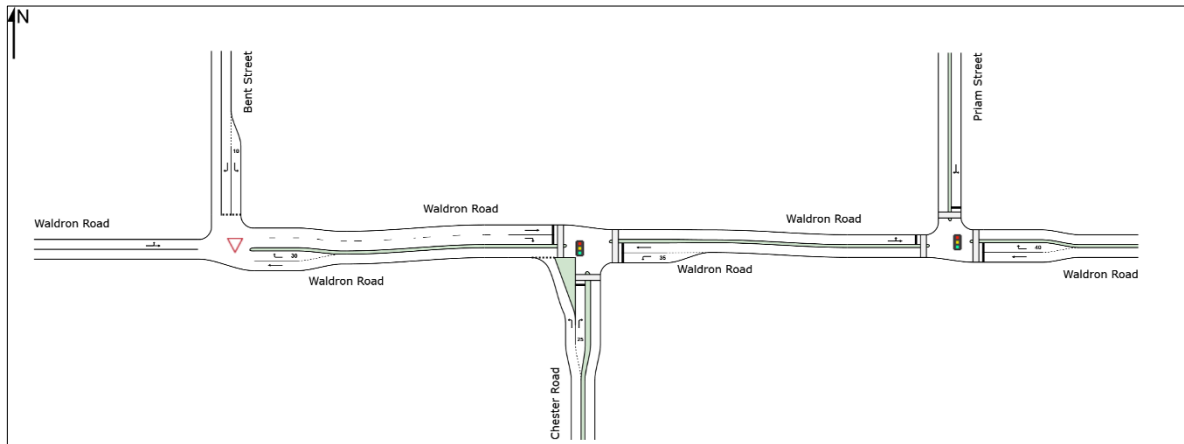 N
Bent Street
Priam Street
10
Waldron Road
Waldron Road
Waldron Road
30
35
40
Waldron Road
Waldron Road
Waldron Road
25
Chester Road